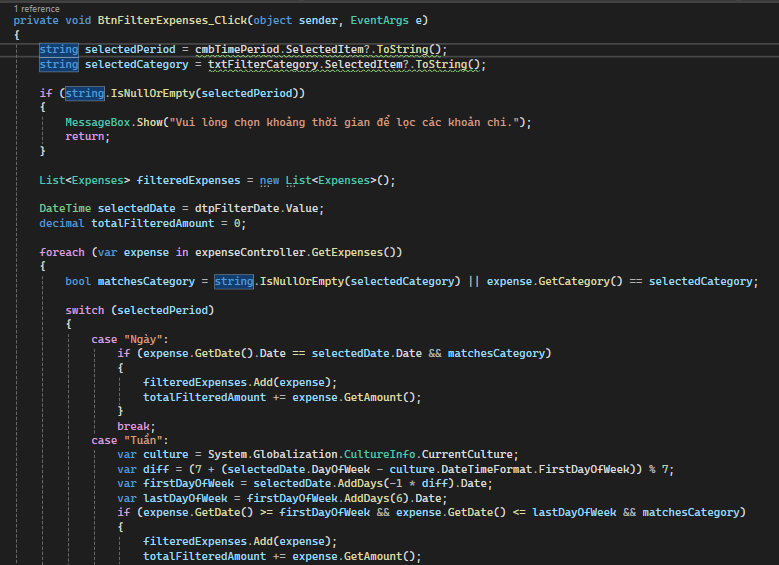 1 reference
private void BtnFilterExpenses_Click(object sender, EventArgs e)
{
string selectedPeriod = cmbTimePeriod.SelectedItem?.ToString();
string selectedCategory = txtFilterCategory.SelectedItem?.ToString();
if (string.IsNullOrEmpty(selectedPeriod))
{
MessageBox.Show("Vui lòng chọn khoảng thời gian để lọc các khoản chi.");
return;
}
List<Expenses> filteredExpenses = new List<Expenses>();
DateTime selectedDate = dtpFilterDate.Value;
decimal totalFilteredAmount = 0;
foreach (var expense in expenseController.GetExpenses())
{
bool matchesCategory = string.IsNullOrEmpty(selectedCategory) || expense.GetCategory() == selectedCategory;
switch (selectedPeriod)
{
case "Ngày":
if (expense.GetDate().Date == selectedDate.Date && matchesCategory)
{
filteredExpenses.Add(expense);
totalFilteredAmount += expense.GetAmount();
}
break;
case "Tuần":
var culture = System.Globalization.CultureInfo.CurrentCulture;
var diff = (7 + (selectedDate.DayOfWeek - culture.DateTimeFormat.FirstDayOfWeek)) % 7;
var firstDayOfWeek = selectedDate.AddDays(-1 * diff).Date;
var lastDayOfWeek = firstDayOfWeek.AddDays(6).Date;
if (expense.GetDate() >= firstDayOfWeek && expense.GetDate() <= lastDayOfWeek && matchesCategory)
{
filteredExpenses.Add(expense);
totalFilteredAmount += expense.GetAmount();